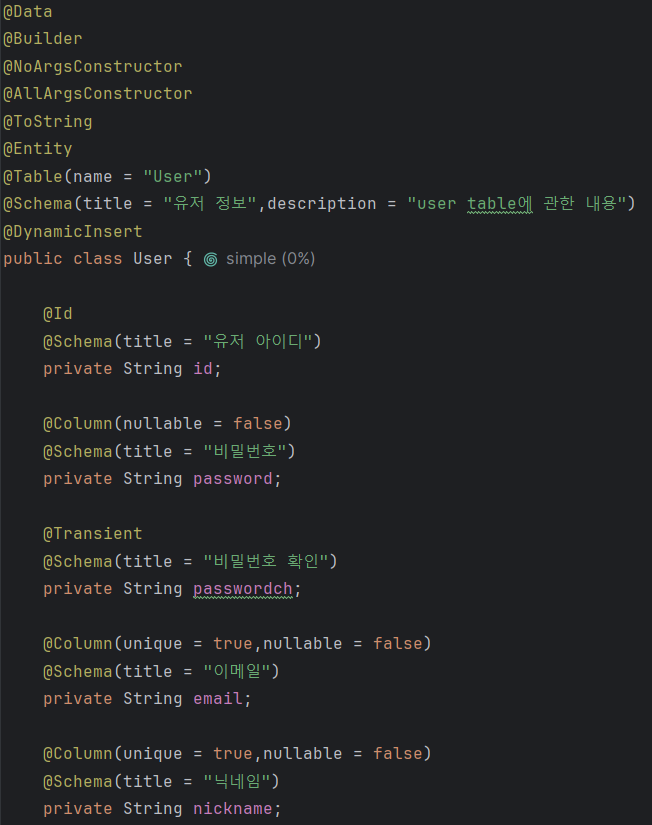 @Data
@Builder
@NoArgsConstructor
@AllArgsConstructor
@ToString
@Entity
@Table(name = "User")
@Schema(title = "유저 정보",description = "user table에 관한 내용")
@DynamicInsert
public class User { simple (0%)
@Id
@Schema(title = "유저 아이디")
private String id;
@Column(nullable = false)
@Schema(title = "비밀번호")
private String password;
@Transient
@Schema(title = "비밀번호 확인")
private String passwordch;
@Column(unique = true,nullable = false)
@Schema(title = "이메일")
private String email;
@Column(unique = true,nullable = false)
@Schema(title = "닉네임")
private String nickname;